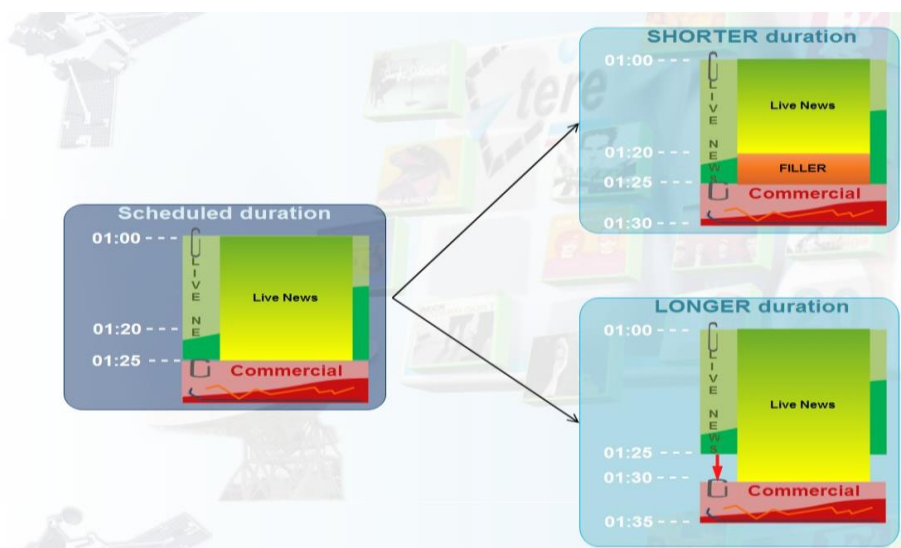 Scheduled duration
01:00
LIVE NE
Live News
01:20
01:25
Commercial
SHORTER duration
01:00
LIVE NEWS
Live News
01:20
FILLER
01:25
Commercial
01:30
LONGER duration
01:00
LIVE NEWS
Live News
01:25
01:30
Commercial
01:35
tere